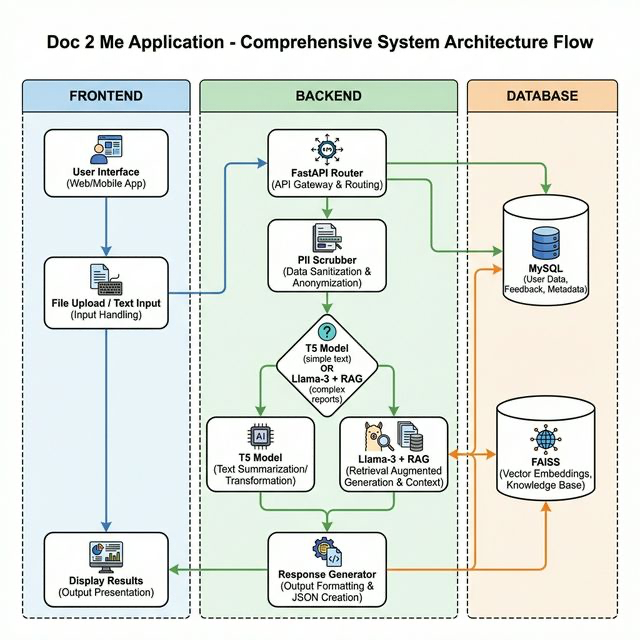 Doc 2 Me Application - Comprehensive System Architecture Flow
FRONTEND
User Interface
(Web/Mobile App)
File Upload / Text Input
(Input Handling)
Display Results
(Output Presentation)
BACKEND
FastAPI Router
(API Gateway & Routing)
PII Scrubber
(Data Sanitization &
Anonymization)
?
T5 Model
(simple text)
OR
Llama-3 + RAG
(complex
reports)
AI
T5 Model
(Text Summarization/
Transformation)
Llama-3 + RAG
(Retrieval Augmented
Generation & Context)
</>
Response Generator
(Output Formatting &
JSON Creation)
DATABASE
MySQL
(User Data,
Feedback, Metadata)
FAISS
(Vector Embeddings,
Knowledge Base)